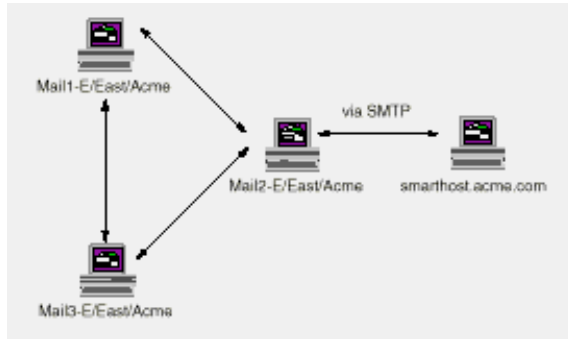 Mail1-E/East/Acme
via SMTP
Mail2-E/East/Acme
smarthost.acme.com
Mail3-E/East/Acme